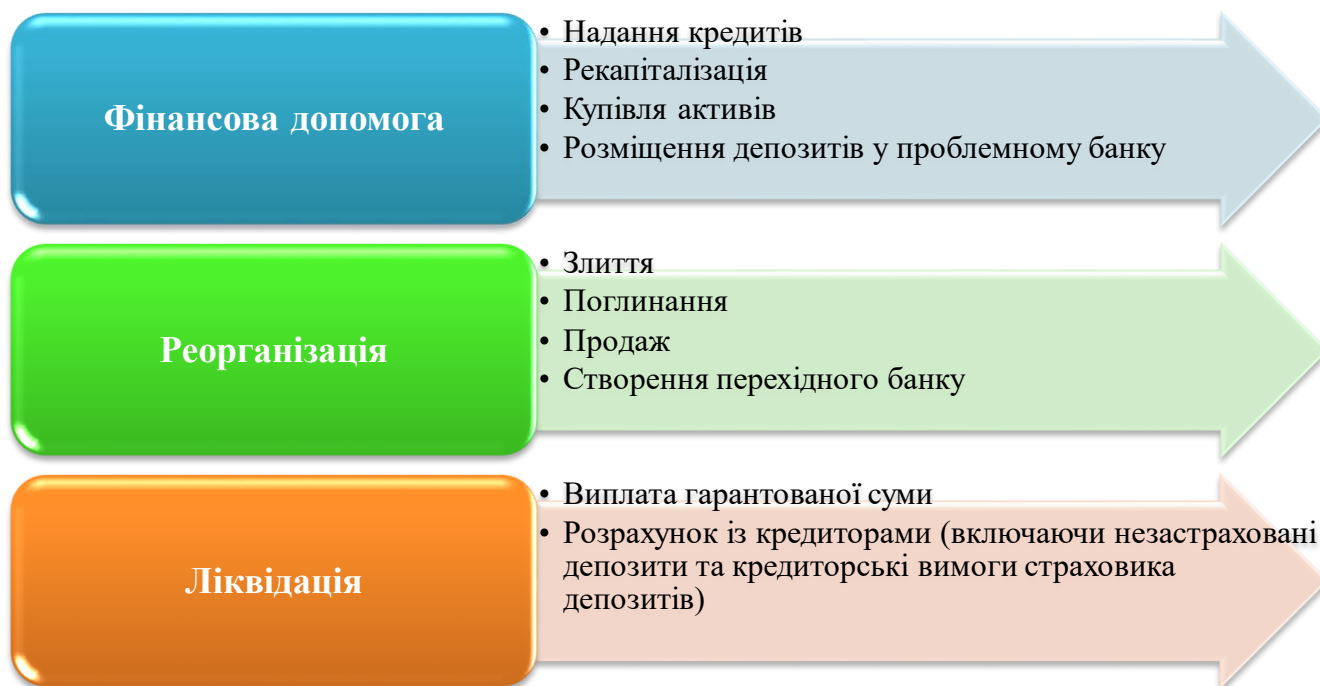 Фінансова допомога
• Надання кредитів
• Рекапіталізація
• Купівля активів
• Розміщення депозитів у проблемному банку
Реорганізація
• Злиття
• Поглинання
• Продаж
• Створення перехідного банку
Ліквідація
• Виплата гарантованої суми
• Розрахунок із кредиторами (включаючи незастраховані
депозити та кредиторські вимоги страховика
депозитів)